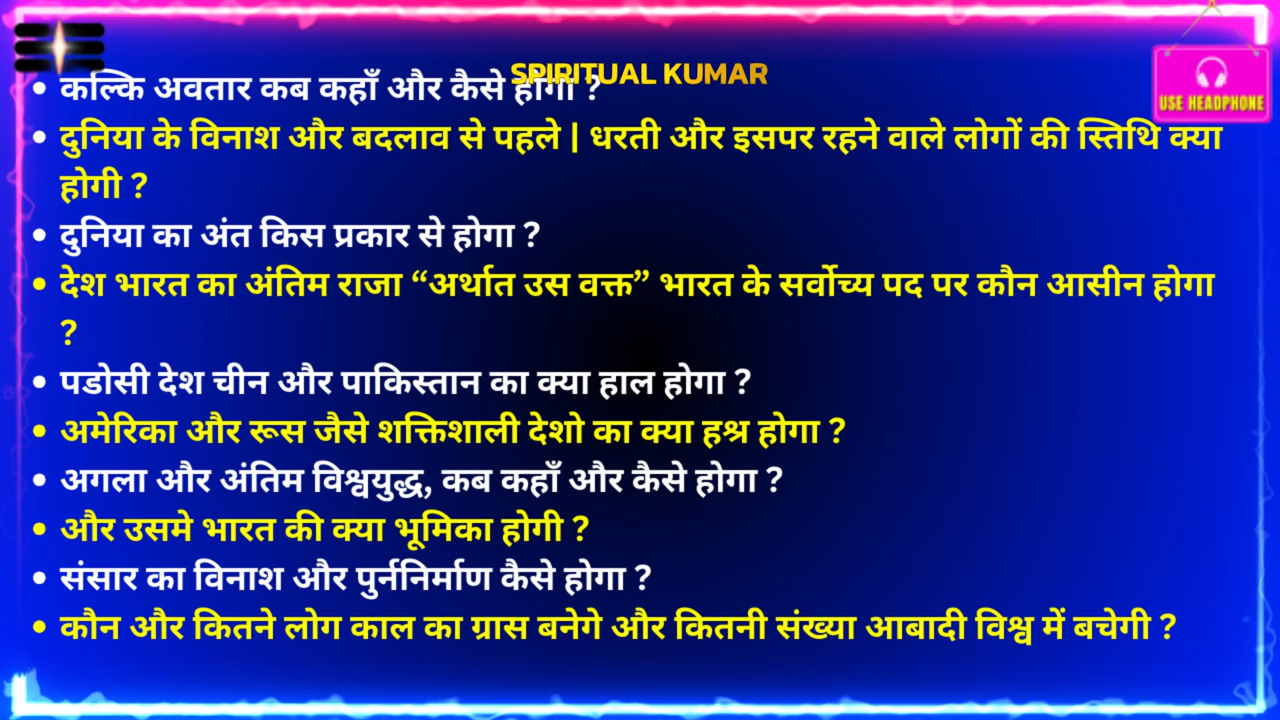 SPIRITUAL KUMAR
USE HEADPHONE
• कल्कि अवतार कब कहाँ और कैसे होगा ?
• दुनिया के विनाश और बदलाव से पहले | धरती और इसपर रहने वाले लोगों की स्तिथि क्या
होगी ?
• दुनिया का अंत किस प्रकार से होगा ?
• देश भारत का अंतिम राजा “अर्थात उस वक्त” भारत के सर्वोच्य पद पर कौन आसीन होगा
?
• पडोसी देश चीन और पाकिस्तान का क्या हाल होगा ?
• अमेरिका और रूस जैसे शक्तिशाली देशो का क्या हश्र होगा ?
• अगला और अंतिम विश्वयुद्ध, कब कहाँ और कैसे होगा ?
• और उसमे भारत की क्या भूमिका होगी ?
• संसार का विनाश और पुर्ननिर्माण कैसे होगा ?
• कौन और कितने लोग काल का ग्रास बनेगे और कितनी संख्या आबादी विश्व में बचेगी ?